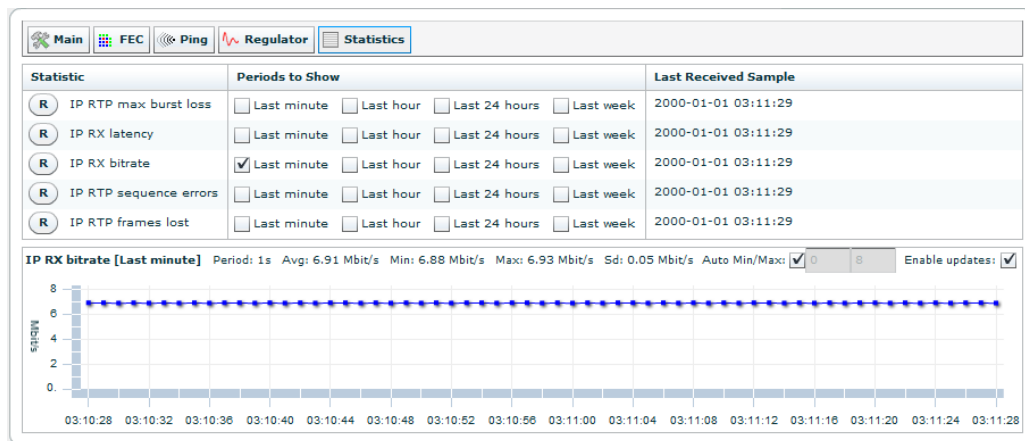 Main FEC Ping Regulator Statistics
Statistic Periods to Show Last Received Sample
R IP RTP max burst loss Last minute Last hour Last 24 hours Last week 2000-01-01 03:11:29
R IP RX latency Last minute Last hour Last 24 hours Last week 2000-01-01 03:11:29
R IP RX bitrate Last minute Last hour Last 24 hours Last week 2000-01-01 03:11:29
R IP RTP sequence errors Last minute Last hour Last 24 hours Last week 2000-01-01 03:11:29
R IP RTP frames lost Last minute Last hour Last 24 hours Last week 2000-01-01 03:11:29
IP RX bitrate [Last minute] Period: 1s Avg: 6.91 Mbit/s Min: 6.88 Mbit/s Max: 6.93 Mbit/s Sd: 0.05 Mbit/s Auto Min/Max: 0 8 Enable updates:
Mbit/s
8
6
4
2
0.
03:10:28 03:10:32 03:10:36 03:10:40 03:10:44 03:10:48 03:10:52 03:10:56 03:11:00 03:11:04 03:11:08 03:11:12 03:11:16 03:11:20 03:11:24 03:11:28